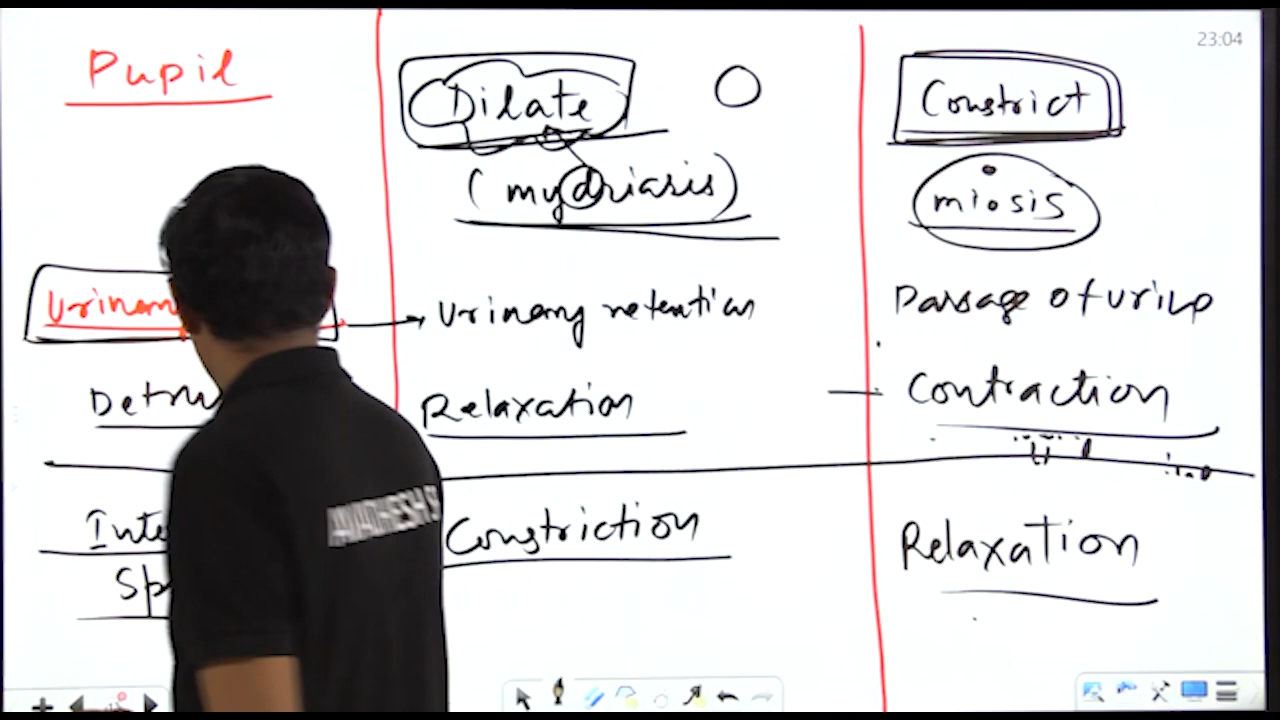 23:04
Pupil Dilate Constrict
(mydriasis) miosis
Urinary retention Passage of urine
Relaxation Contraction
Constriction Relaxation